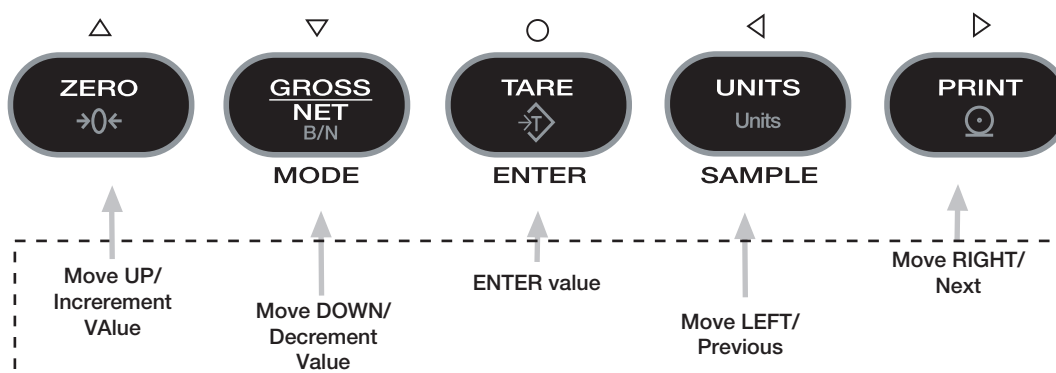 ZERO
→0←
GROSS
NET
B/N
MODE
TARE
→T
ENTER
UNITS
Units
SAMPLE
PRINT
Move UP/
Increrement
VAlue
Move DOWN/
Decrement
Value
ENTER value
Move LEFT/
Previous
Move RIGHT/
Next